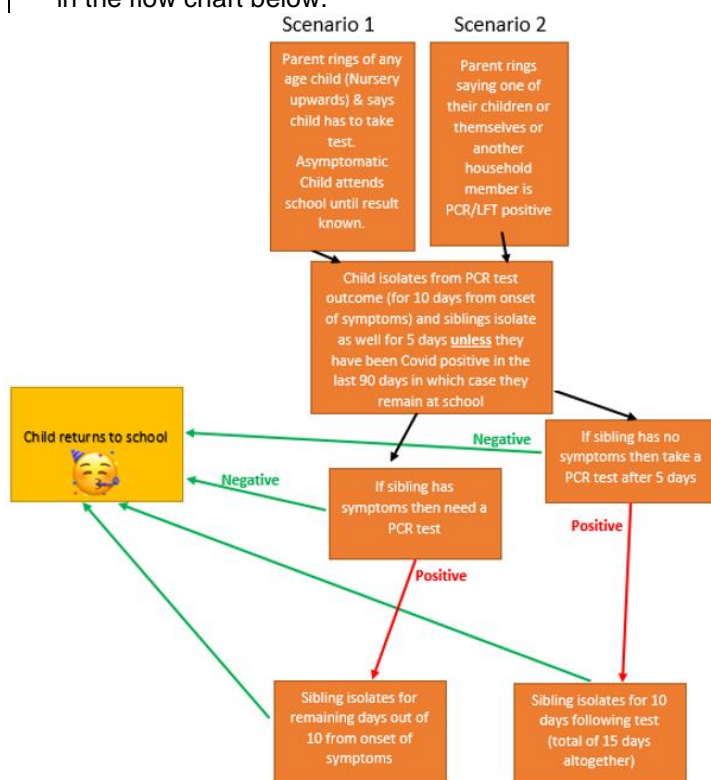 in the flow chart below.
Scenario 1
Scenario 2
Parent rings of any
age child (Nursery
upwards) & says
child has to take
test.
Asymptomatic
Child attends
school until result
known.
Parent rings
saying one of
their children or
themselves or
another
household
member is
PCR/LFT positive
Child isolates from PCR test
outcome (for 10 days from onset
of symptoms) and siblings isolate
as well for 5 days unless they
have been Covid positive in the
last 90 days in which case they
remain at school
Child returns to school
Negative
If sibling has no
symptoms then take a
PCR test after 5 days
Negative
If sibling has
symptoms then need a
PCR test
Positive
Positive
Sibling isolates for
remaining days out of
10 from onset of
symptoms
Sibling isolates for 10
days following test
(total of 15 days
altogether)